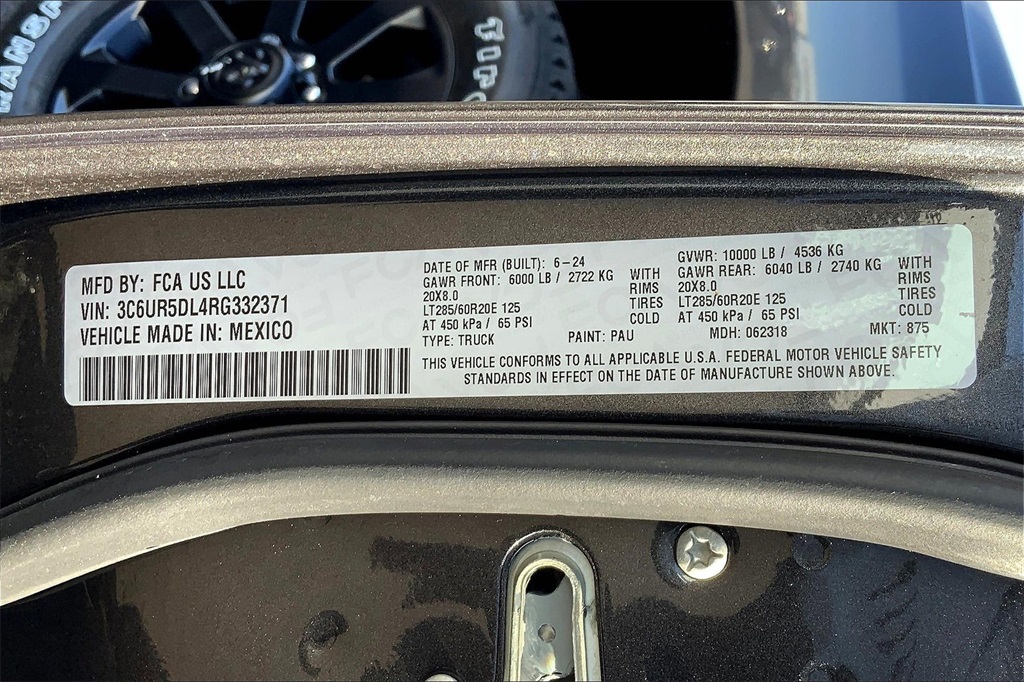 MFD BY: FCA US LLC
VIN: 3C6UR5DL4RG332371
VEHICLE MADE IN: MEXICO
DATE OF MFR (BUILT): 6-24
GAWR FRONT: 6000 LB / 2722 KG
20X8.0
LT285/60R20E 125
AT 450 kPa / 65 PSI
WITH
RIMS
TIRES
COLD
TYPE: TRUCK
PAINT: PAU
GVWR: 10000 LB / 4536 KG
GAWR REAR: 6040 LB / 2740 KG
20X8.0
LT285/60R20E 125
AT 450 kPa / 65 PSI
WITH
RIMS
TIRES
COLD
MDH: 062318
MKT: 875
THIS VEHICLE CONFORMS TO ALL APPLICABLE U.S.A. FEDERAL MOTOR VEHICLE SAFETY
STANDARDS IN EFFECT ON THE DATE OF MANUFACTURE SHOWN ABOVE.